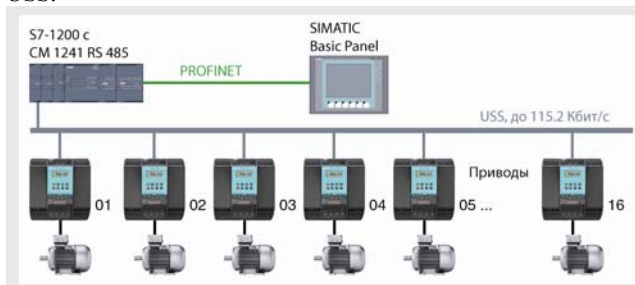 USS.
S7-1200 с
CM 1241 RS 485
SIMATIC
Basic Panel
PROFINET
USS, до 115.2 Кбит/с
Приводы
01
02
03
04
05 ...
16